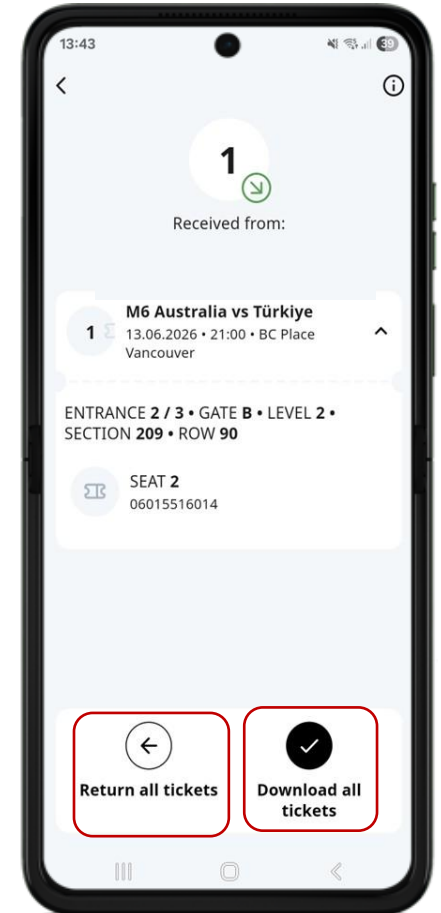 13:43
39
1
Received from:
M6 Australia vs Türkiye
1
13.06.2026 • 21:00 • BC Place
Vancouver
ENTRANCE 2 / 3 • GATE B • LEVEL 2 •
SECTION 209 • ROW 90
SEAT 2
06015516014
Return all tickets
Download all
tickets